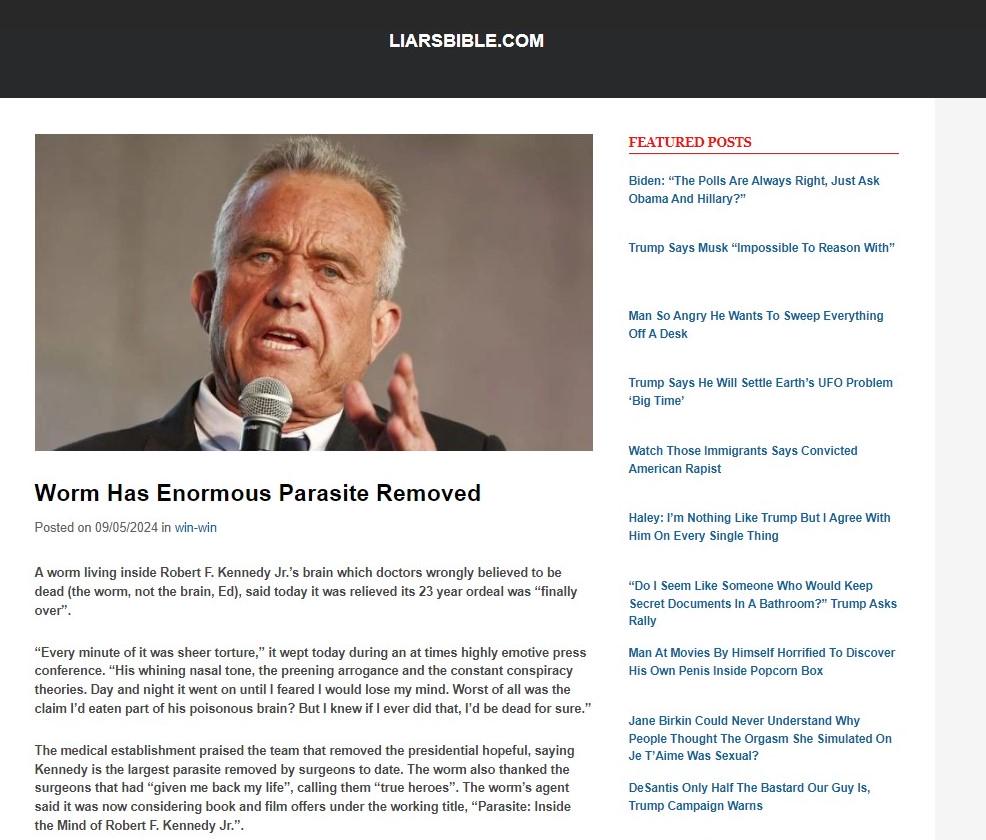 LIARSBIBLE.COM
Worm Has Enormous Parasite Removed
Posted on 09/05/2024 in win-win
A worm living inside Robert F. Kennedy Jr.’s brain which doctors wrongly believed to be
dead (the worm, not the brain, Ed), said today it was relieved its 23 year ordeal was “finally
over”.
“Every minute of it was sheer torture,” it wept today during an at times highly emotive press
conference. “His whining nasal tone, the preening arrogance and the constant conspiracy
theories. Day and night it went on until I feared I would lose my mind. Worst of all was the
claim I’d eaten part of his poisonous brain? But I knew if I ever did that, I’d be dead for sure.”
The medical establishment praised the team that removed the presidential hopeful, saying
Kennedy is the largest parasite removed by surgeons to date. The worm also thanked the
surgeons that had “given me back my life”, calling them “true heroes”. The worm’s agent
said it was now considering book and film offers under the working title, “Parasite: Inside
the Mind of Robert F. Kennedy Jr.”.
FEATURED POSTS
Biden: “The Polls Are Always Right, Just Ask
Obama And Hillary?”
Trump Says Musk “Impossible To Reason With”
Man So Angry He Wants To Sweep Everything
Off A Desk
Trump Says He Will Settle Earth’s UFO Problem
‘Big Time’
Watch Those Immigrants Says Convicted
American Rapist
Haley: I’m Nothing Like Trump But I Agree With
Him On Every Single Thing
“Do I Seem Like Someone Who Would Keep
Secret Documents In A Bathroom?” Trump Asks
Rally
Man At Movies By Himself Horrified To Discover
His Own Penis Inside Popcorn Box
Jane Birkin Could Never Understand Why
People Thought The Orgasm She Simulated On
Je T’Aime Was Sexual?
DeSantis Only Half The Bastard Our Guy Is,
Trump Campaign Warns